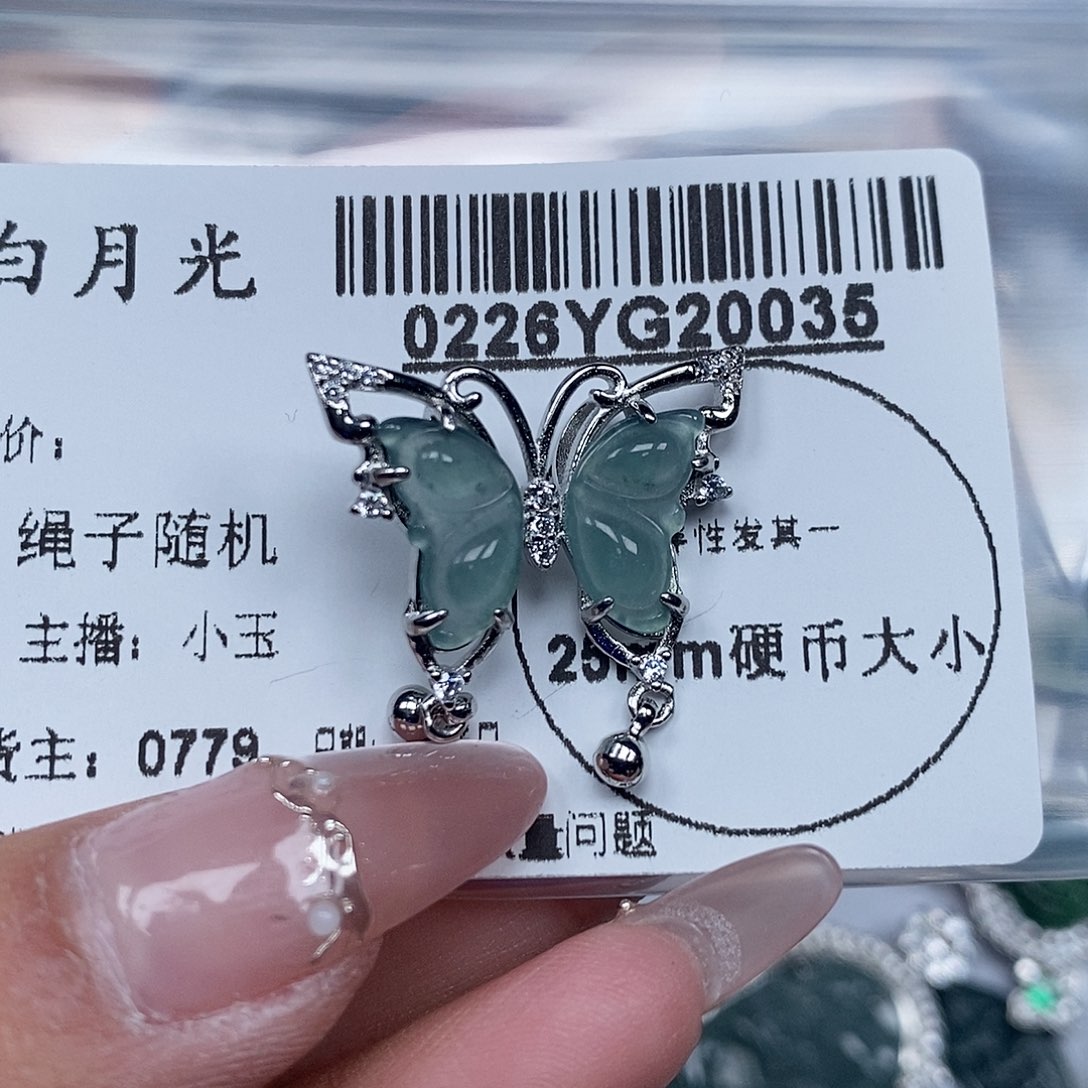 白月光
0226YG20035
价：
绳子随机
性发其一
主播：小玉
25mm硬币大小
货主：0779
问题